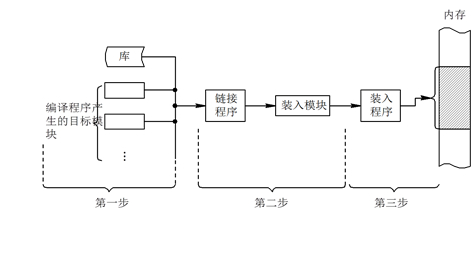 内存
库
编译程序产
生的目标模
块
链接
程序
装入模块
装入
程序
…
第一步
第二步
第三步